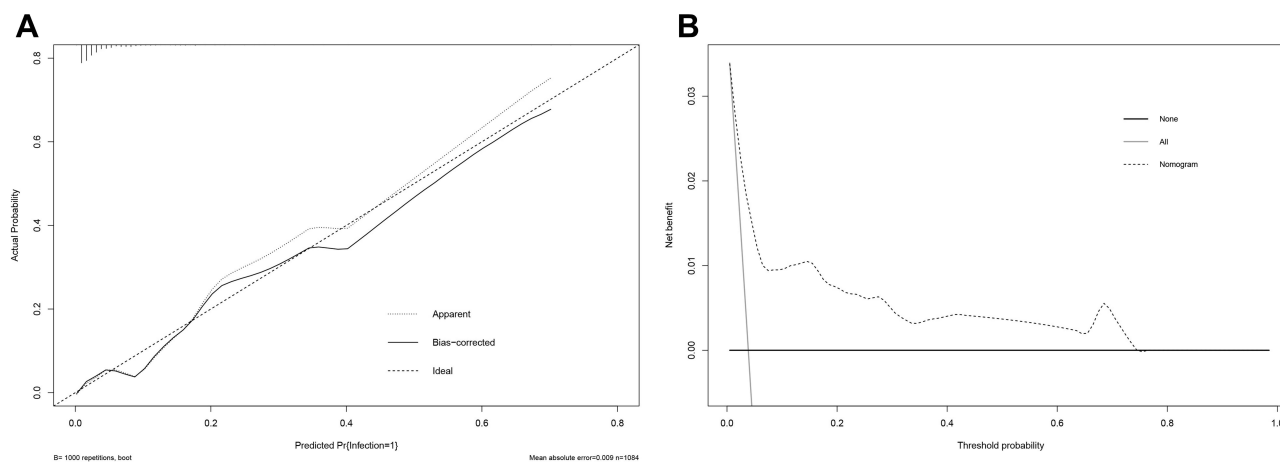 A
0.8
0.6
0.4
0.2
0.0
Actual Probability
Apparent
Bias−corrected
Ideal
0.0 0.2 0.4 0.6 0.8
Predicted Pr{Infection=1}
B= 1000 repetitions, boot
Mean absolute error=0.009 n=1084
B
0.03
0.02
0.01
0.00
Net benefit
None
All
Nomogram
0.0 0.2 0.4 0.6 0.8 1.0
Threshold probability